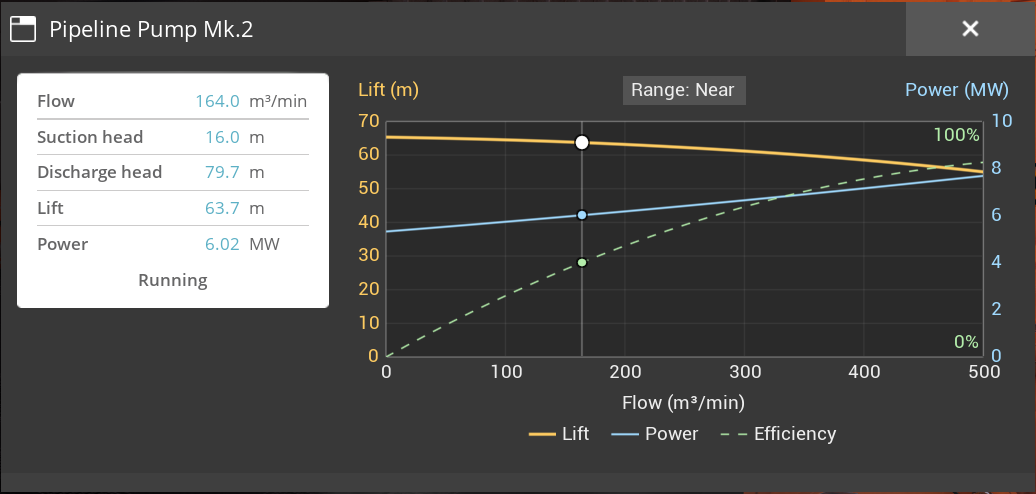 Pipeline Pump Mk.2
Flow 164.0 m³/min
Suction head 16.0 m
Discharge head 79.7 m
Lift 63.7 m
Power 6.02 MW
Running
Lift (m) Range: Near Power (MW)
70 10
100%
60 8
50
40 6
30 4
20
10 2
0% 
0 0
0 100 200 300 400 500
Flow (m³/min)
Lift Power Efficiency